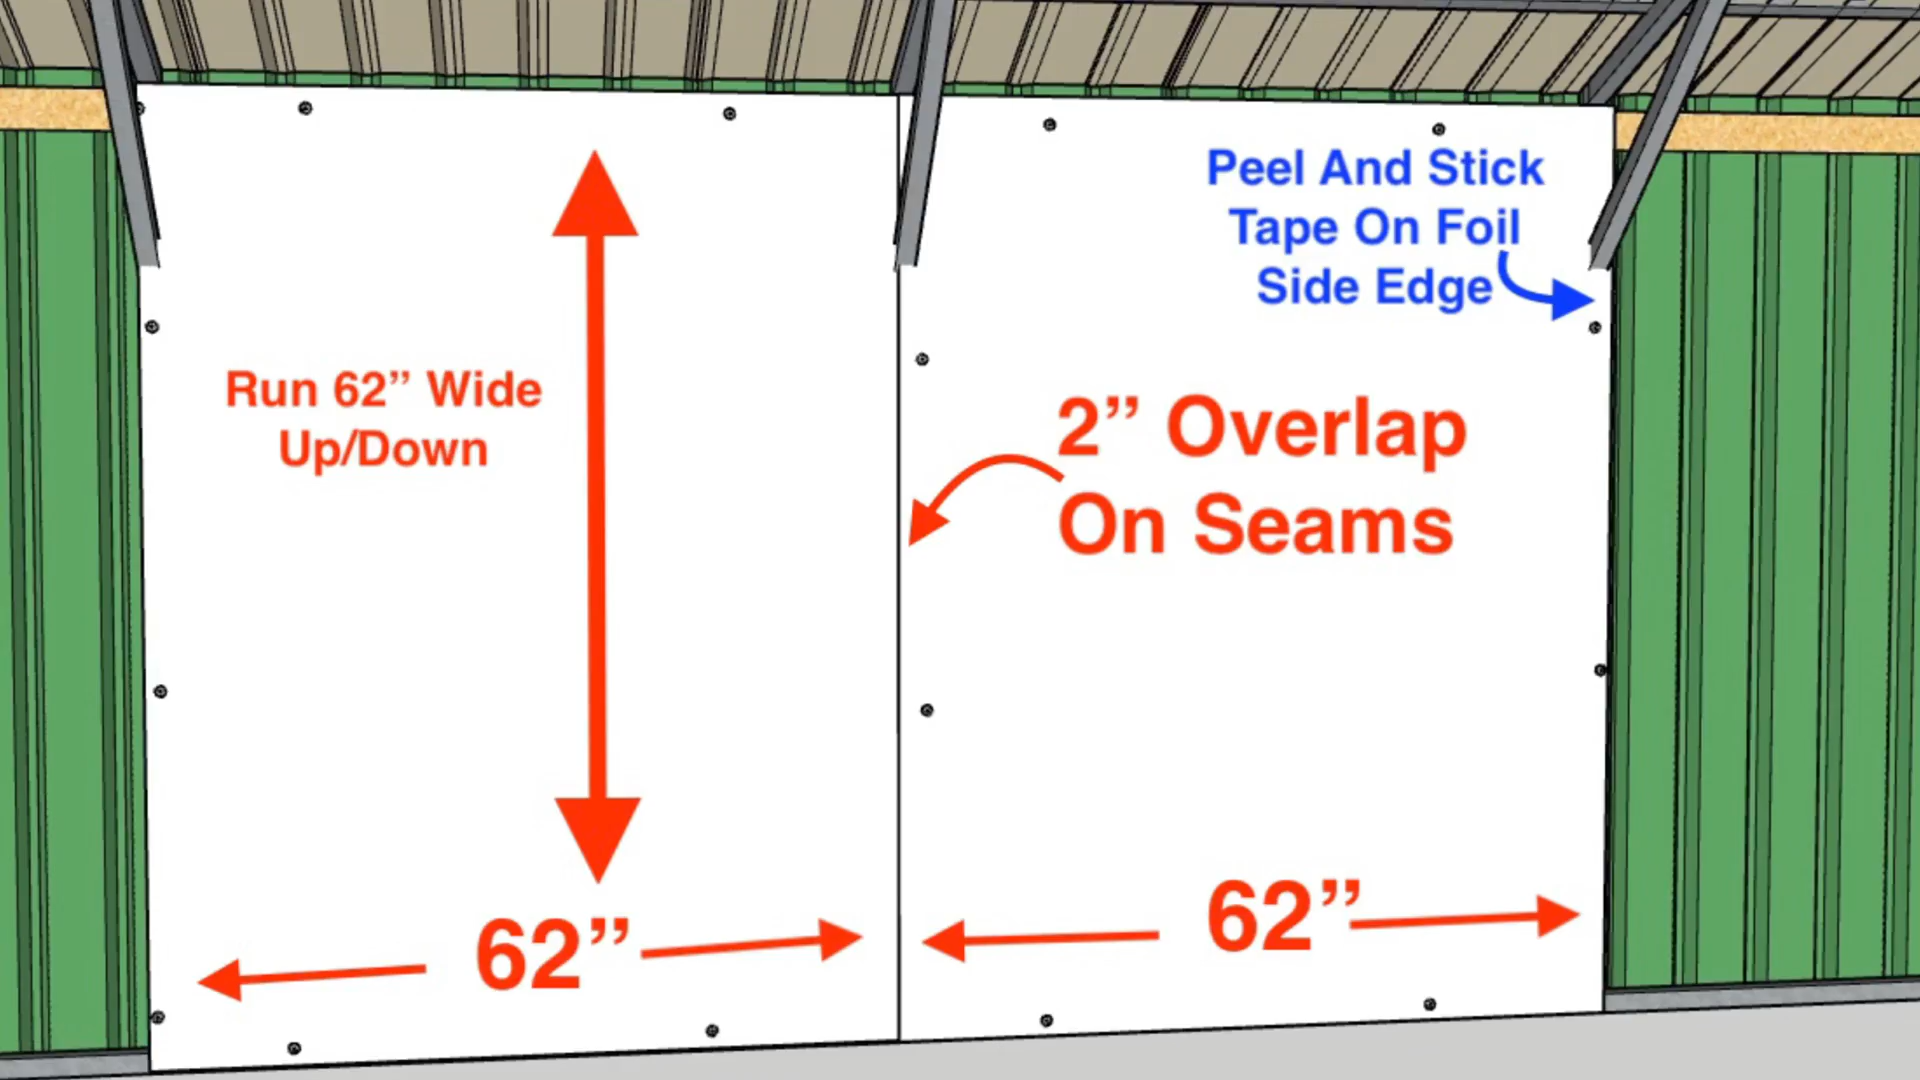 Peel And Stick
Tape On Foil
Side Edge
Run 62” Wide
Up/Down
2” Overlap
On Seams
62”
62”